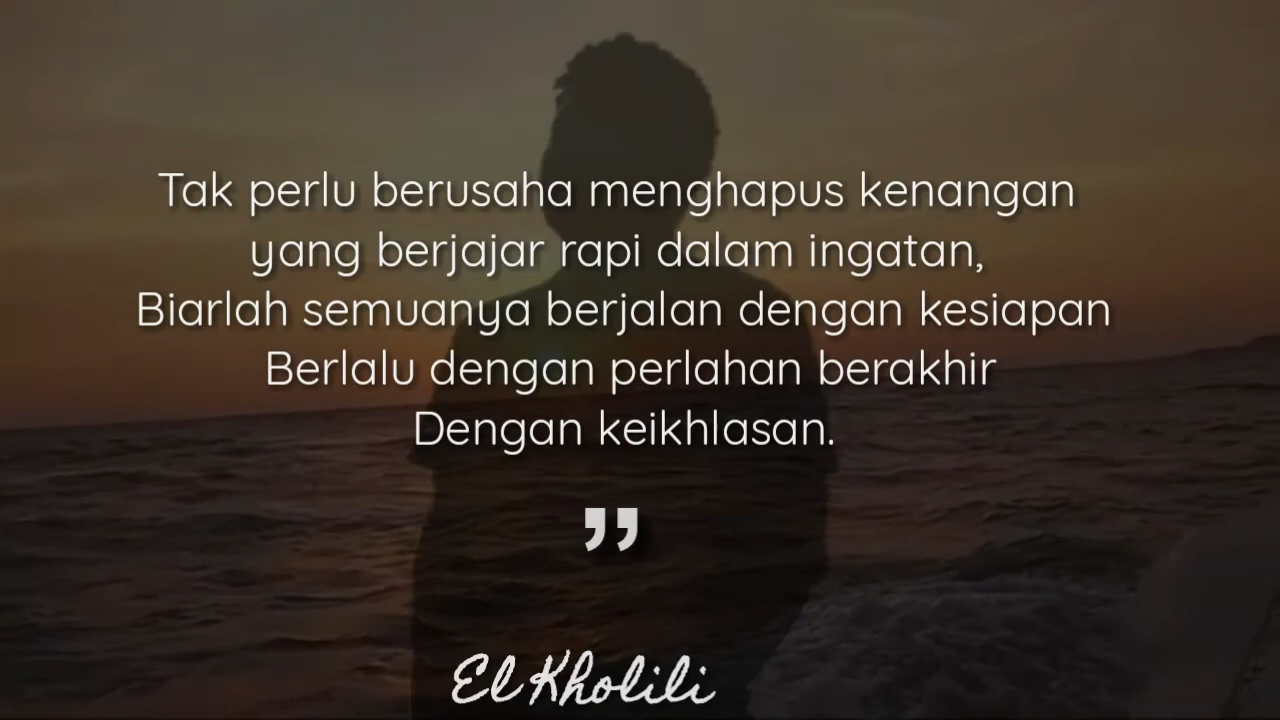 Tak perlu berusaha menghapus kenangan
yang berjajar rapi dalam ingatan,
Biarlah semuanya berjalan dengan kesiapan
Berlalu dengan perlahan berakhir
Dengan keikhlasan.
”
El Kholili